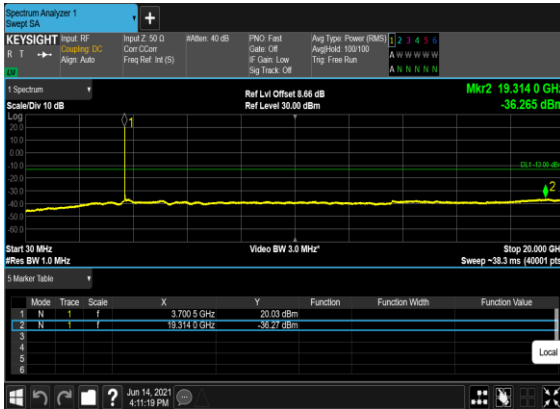 Spectrum Analyzer 1
Swept SA
+
KEYSIGHT Input: RF Input Z: 50 Ω #Atten: 40 dB PNO: Fast Avg Type: Power (RMS) 1 2 3 4 5 6
R T Coupling: DC Corr CCorr Gate: Off Avg|Hold: 100/100 A W W W W W
Align: Auto Freq Ref: Int (S) IF Gain: Low Trig: Free Run
Sig Track: Off A N N N N N
LXI
1 Spectrum Mkr2 19.314 0 GHz
Scale/Div 10 dB Ref Lvl Offset 8.66 dB -36.265 dBm
Ref Level 30.00 dBm
Log
20.0
10.0
0.00
-10.0
-20.0
-30.0
-40.0
-50.0
-60.0
1
DL1 -13.00 dBm
2
Start 30 MHz Video BW 3.0 MHz* Stop 20.000 GHz
#Res BW 1.0 MHz Sweep ~38.3 ms (40001 pts)
5 Marker Table
Mode Trace Scale X Y Function Function Width Function Value
1 N 1 f 3.700 5 GHz 20.03 dBm
2 N 1 f 19.314 0 GHz -36.27 dBm
3
4
5
6
Local
? Jun 14, 2021
4:11:19 PM